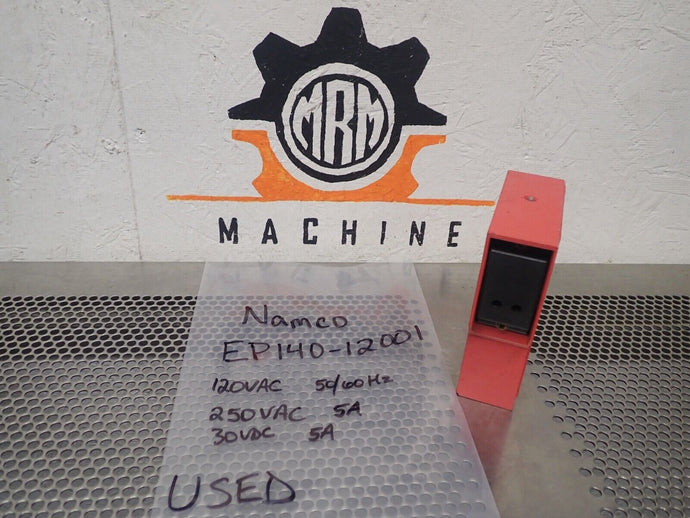 MRM
MACHINE
Namco
EP140-12001
120VAC 50/60Hz
250VAC 5A
30VDC 5A
USED